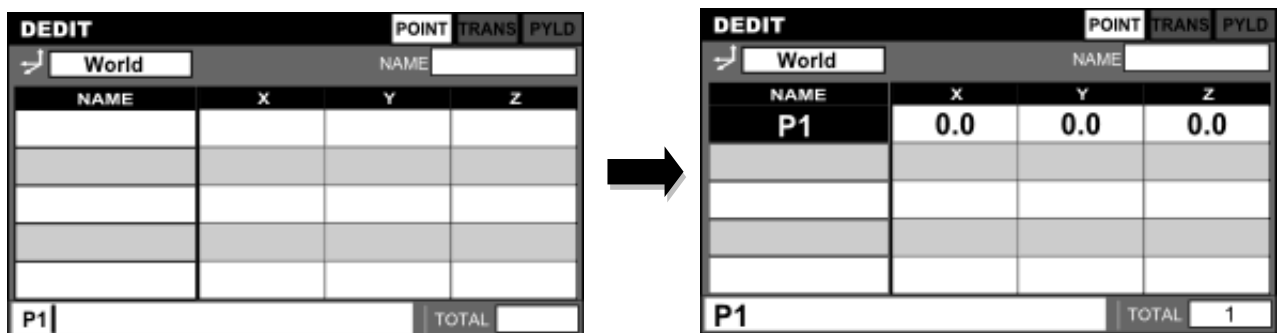 DEDIT POINT TRANS PYLD
World NAME
NAME X Y Z
P1 TOTAL
DEDIT POINT TRANS PYLD
World NAME
NAME X Y Z
P1 0.0 0.0 0.0
P1 TOTAL 1